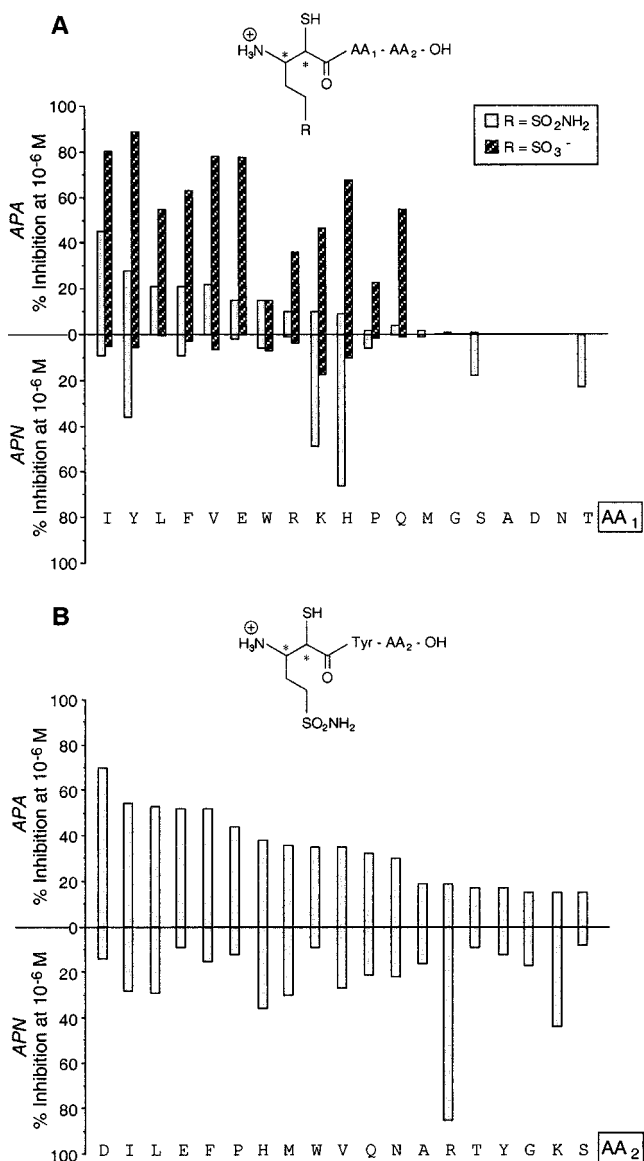 A
SH
⊕
H₃N
*
*
AA₁ - AA₂ - OH
O
R
R = SO₂NH₂
R = SO₃⁻
APA
% Inhibition at 10⁻⁶ M
100
80
60
40
20
0
APN
% Inhibition at 10⁻⁶ M
20
40
60
80
100
I Y L F V E W R K H P Q M G S A D N T AA₁
B
SH
⊕
H₃N
*
*
Tyr - AA₂ - OH
O
SO₂NH₂
APA
% Inhibition at 10⁻⁶ M
100
80
60
40
20
0
APN
% Inhibition at 10⁻⁶ M
20
40
60
80
100
D I L E F P H M W V Q N A R T Y G K S AA₂